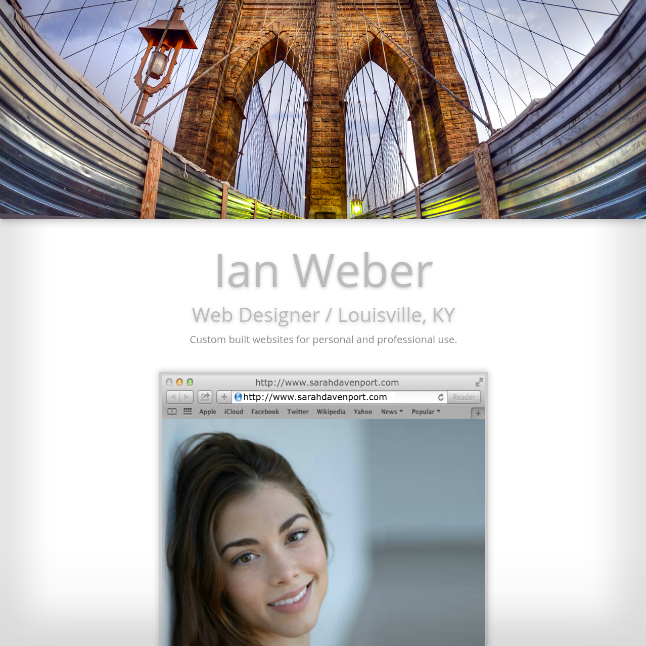 Ian Weber
Web Designer / Louisville, KY
Custom built websites for personal and professional use.
http://www.sarahdavenport.com
http://www.sarahdavenport.com Reader
Apple iCloud Facebook Twitter Wikipedia Yahoo News Popular